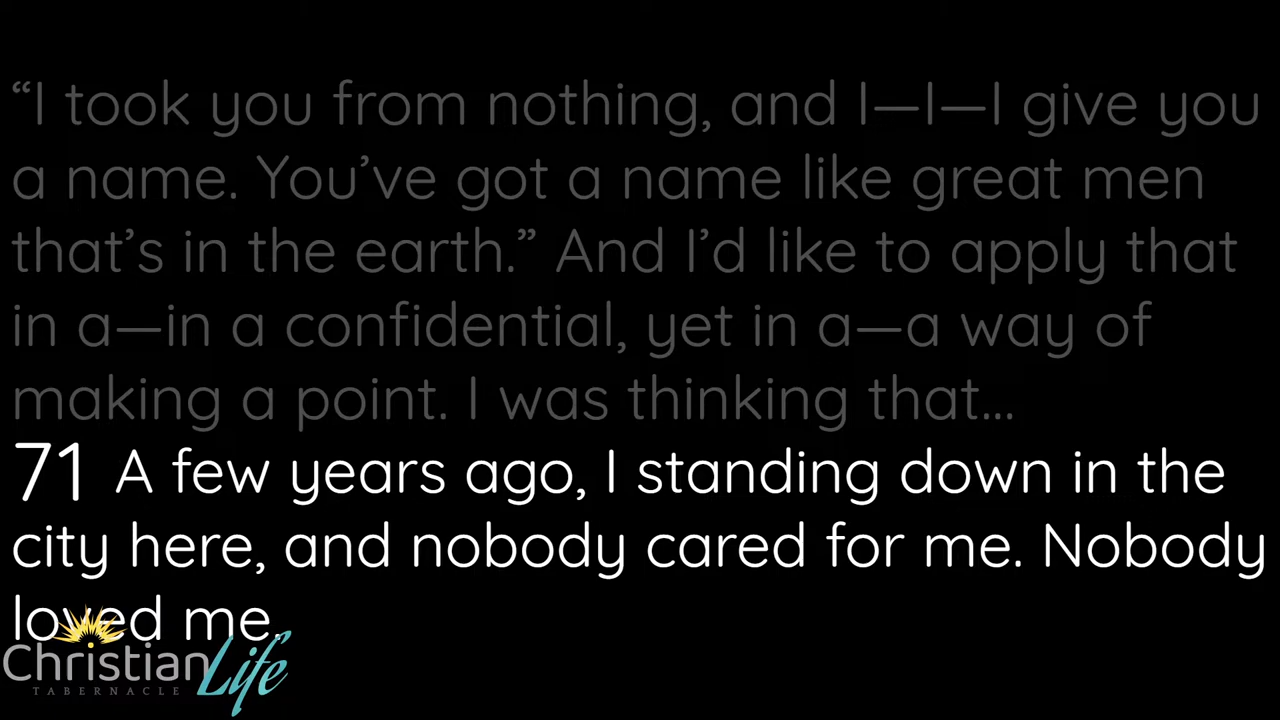 “I took you from nothing, and I—I—I give you
a name. You’ve got a name like great men
that’s in the earth.” And I’d like to apply that
in a—in a confidential, yet in a—a way of
making a point. I was thinking that...
71 A few years ago, I standing down in the
city here, and nobody cared for me. Nobody
loved me.
Christian Life
TABERNACLE